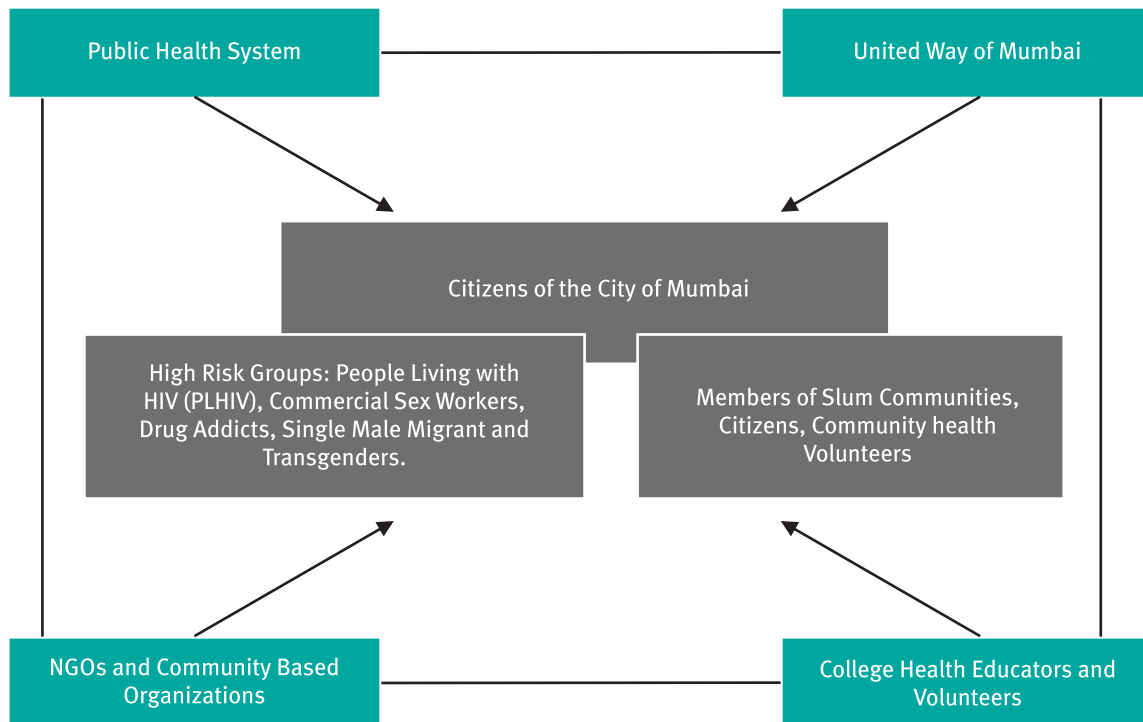 Public Health System
United Way of Mumbai
Citizens of the City of Mumbai
High Risk Groups: People Living with
HIV (PLHIV), Commercial Sex Workers,
Drug Addicts, Single Male Migrant and
Transgenders.
Members of Slum Communities,
Citizens, Community health
Volunteers
NGOs and Community Based
Organizations
College Health Educators and
Volunteers